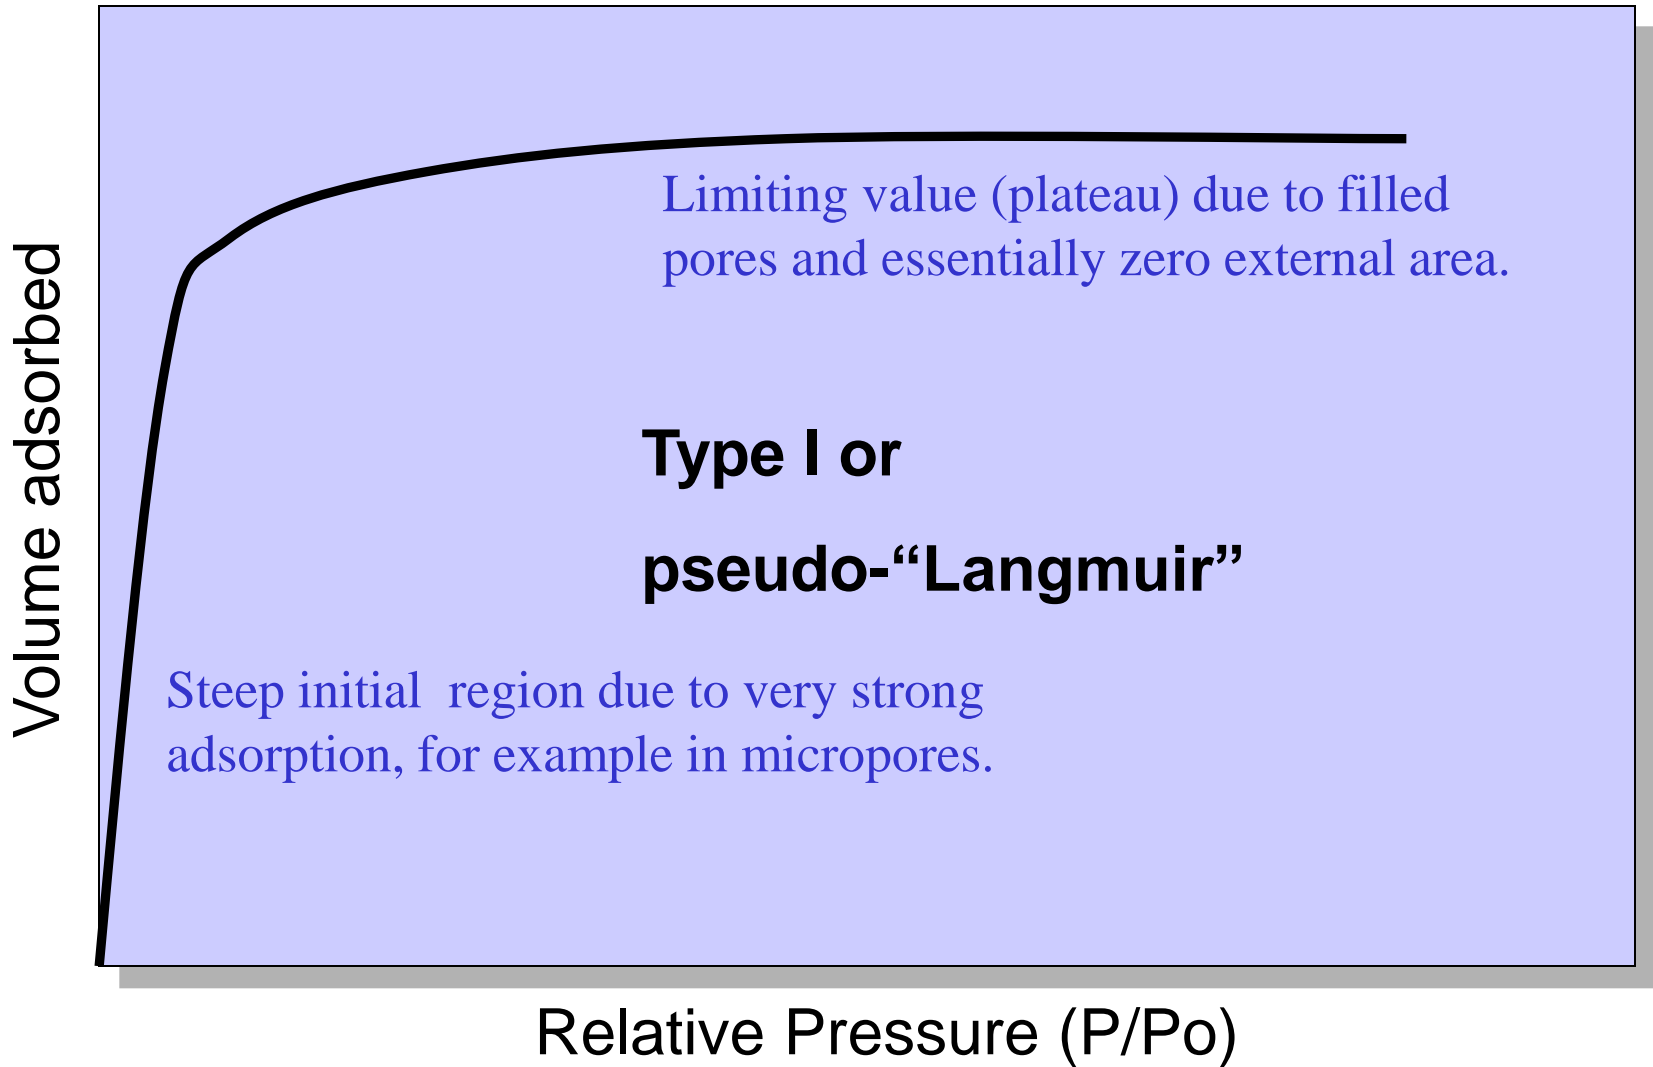 Volume adsorbed
Limiting value (plateau) due to filled
pores and essentially zero external area.
Type I or
pseudo-“Langmuir”
Steep initial  region due to very strong
adsorption, for example in micropores.
Relative Pressure (P/Po)